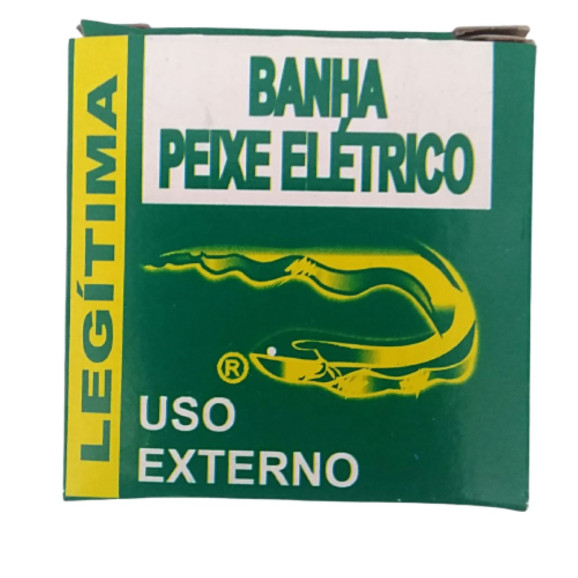 BANHA
PEIXE ELÉTRICO
LEGÍTIMA
®
USO
EXTERNO